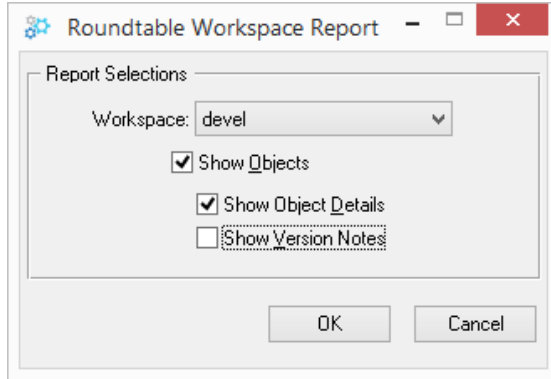 Roundtable Workspace Report
Report Selections
Workspace: devel
Show Objects
Show Object Details
Show Version Notes
OK Cancel